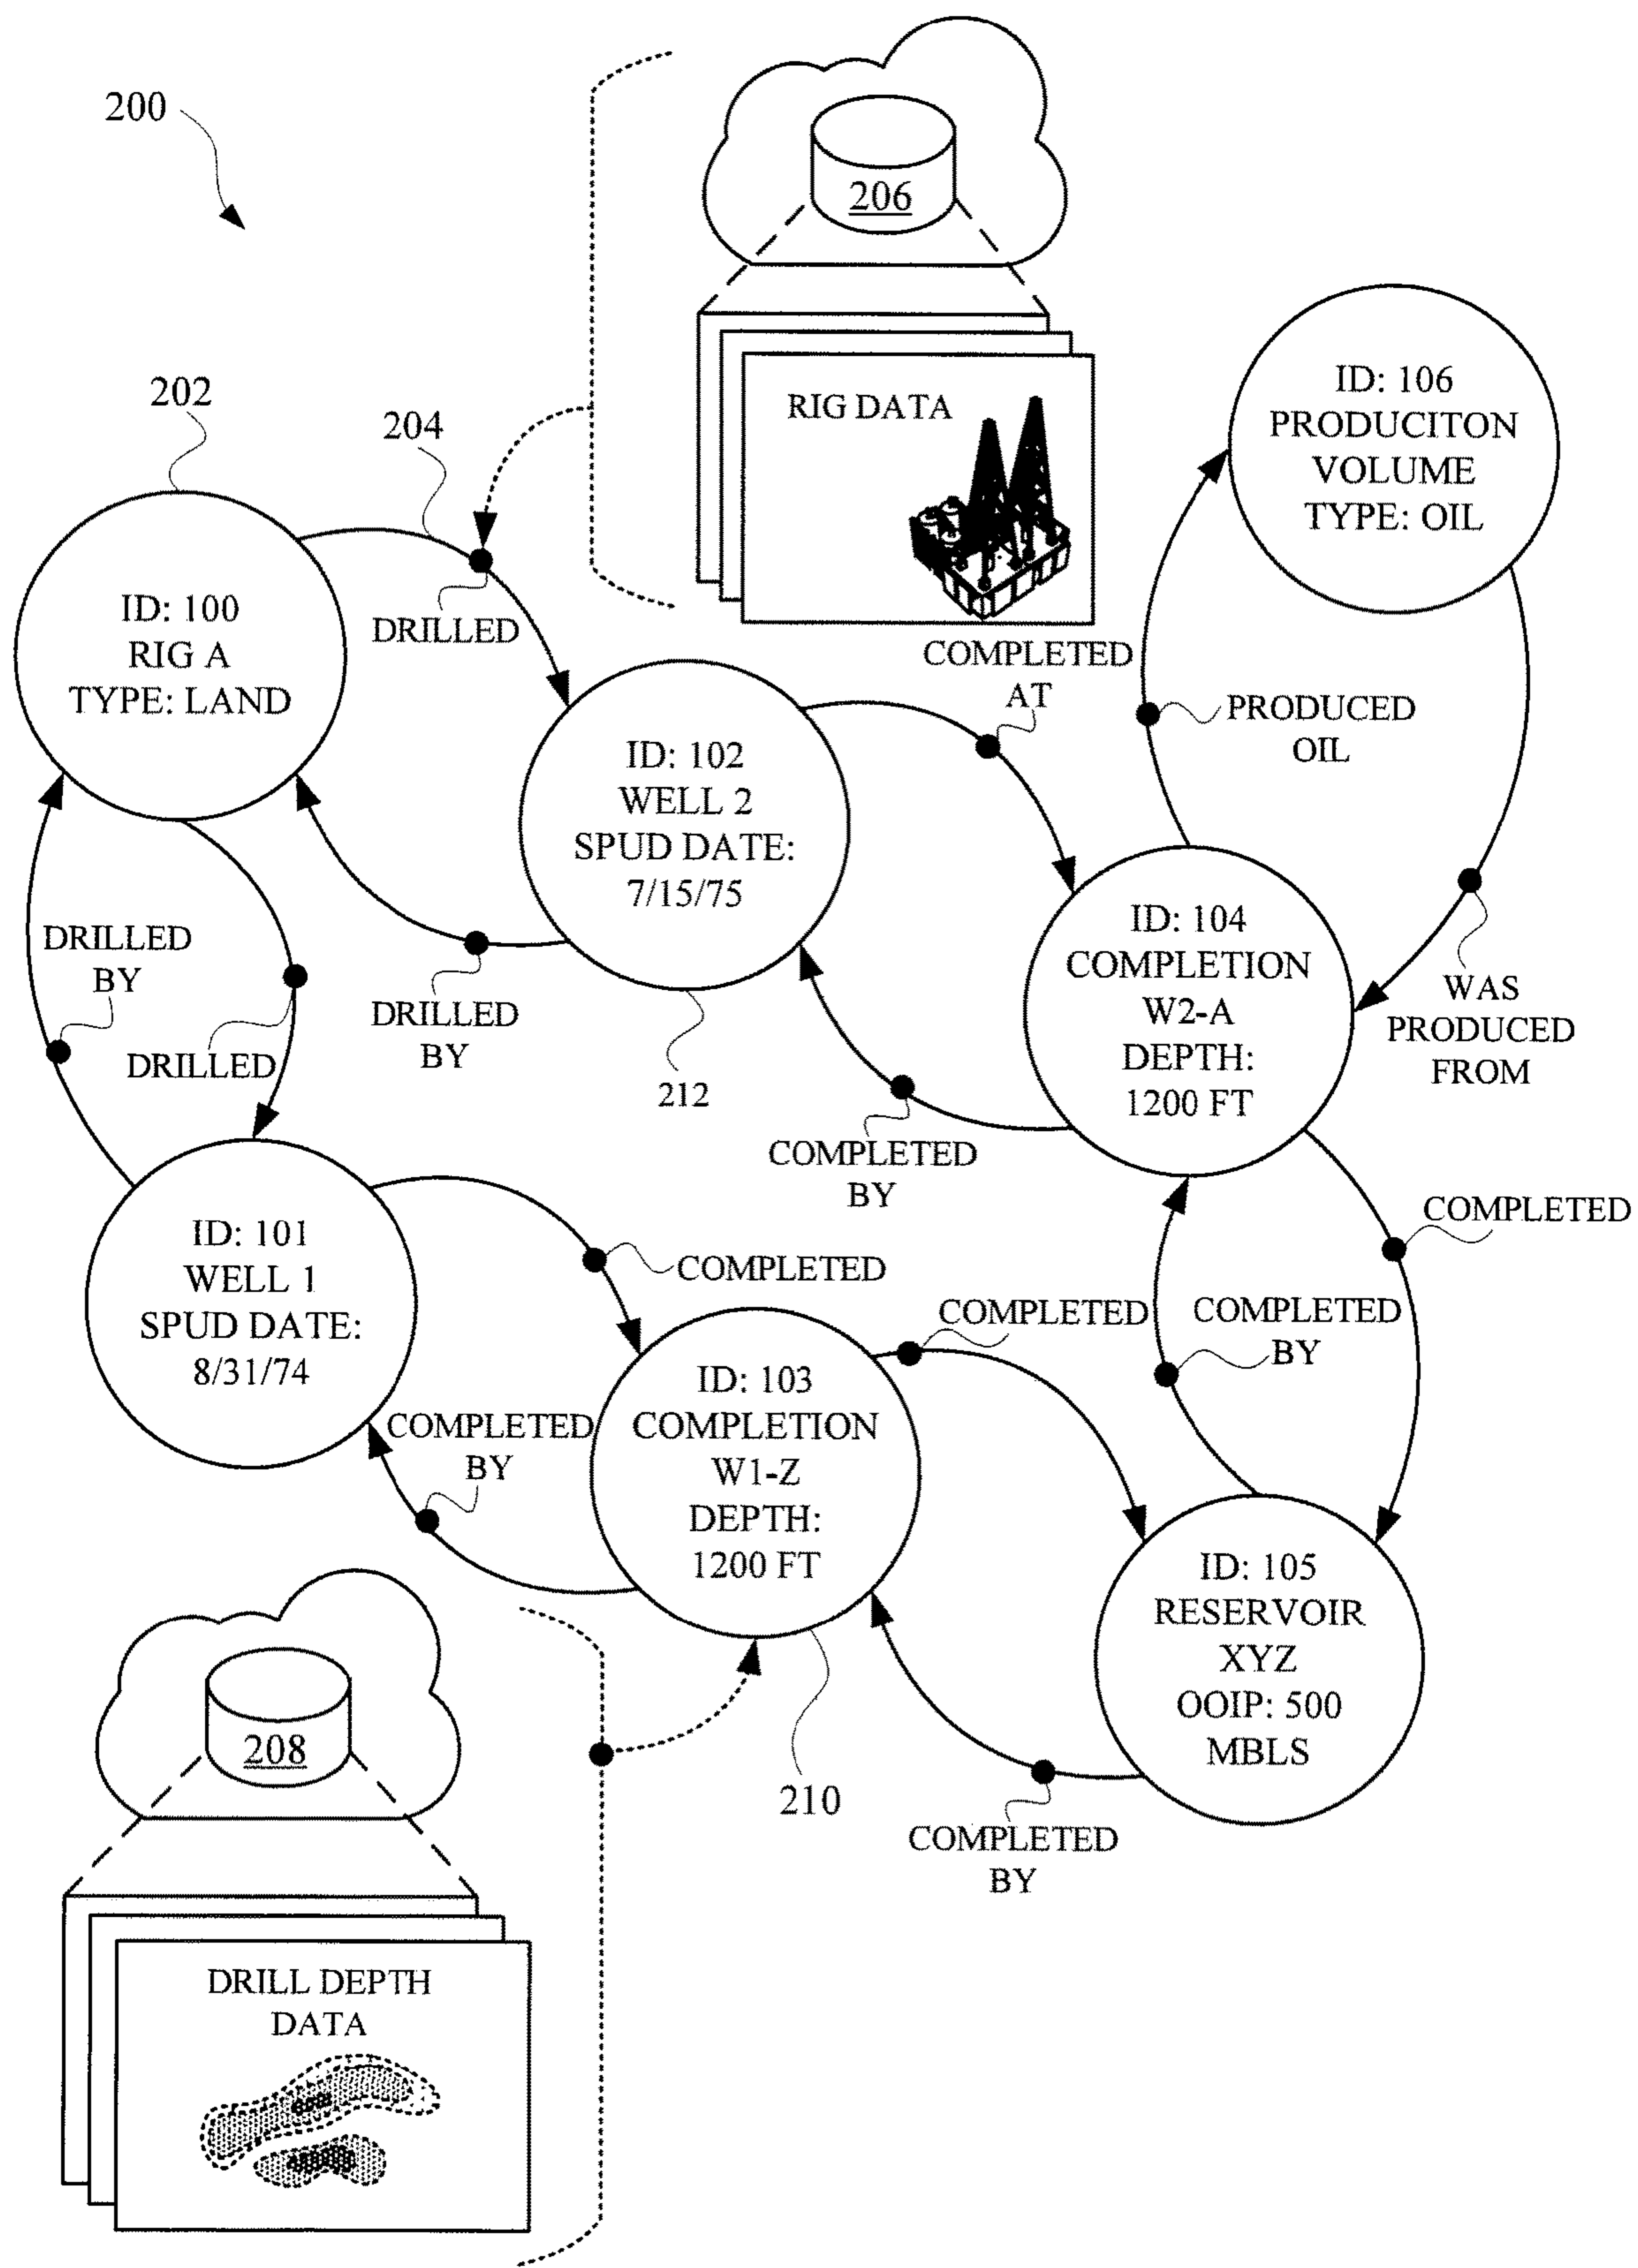 200
206
RIG DATA
202
204
ID: 106
PRODUCITON
VOLUME
TYPE: OIL
ID: 100
RIG A
TYPE: LAND
DRILLED
COMPLETED
AT
PRODUCED
OIL
ID: 102
WELL 2
SPUD DATE:
7/15/75
DRILLED
BY
DRILLED
DRILLED
BY
212
ID: 104
COMPLETION
W2-A
DEPTH:
1200 FT
WAS
PRODUCED
FROM
COMPLETED
BY
COMPLETED
ID: 101
WELL 1
SPUD DATE:
8/31/74
COMPLETED
COMPLETED
COMPLETED
BY
COMPLETED
BY
ID: 103
COMPLETION
W1-Z
DEPTH:
1200 FT
ID: 105
RESERVOIR
XYZ
OOIP: 500
MBLS
208
210
COMPLETED
BY
DRILL DEPTH
DATA